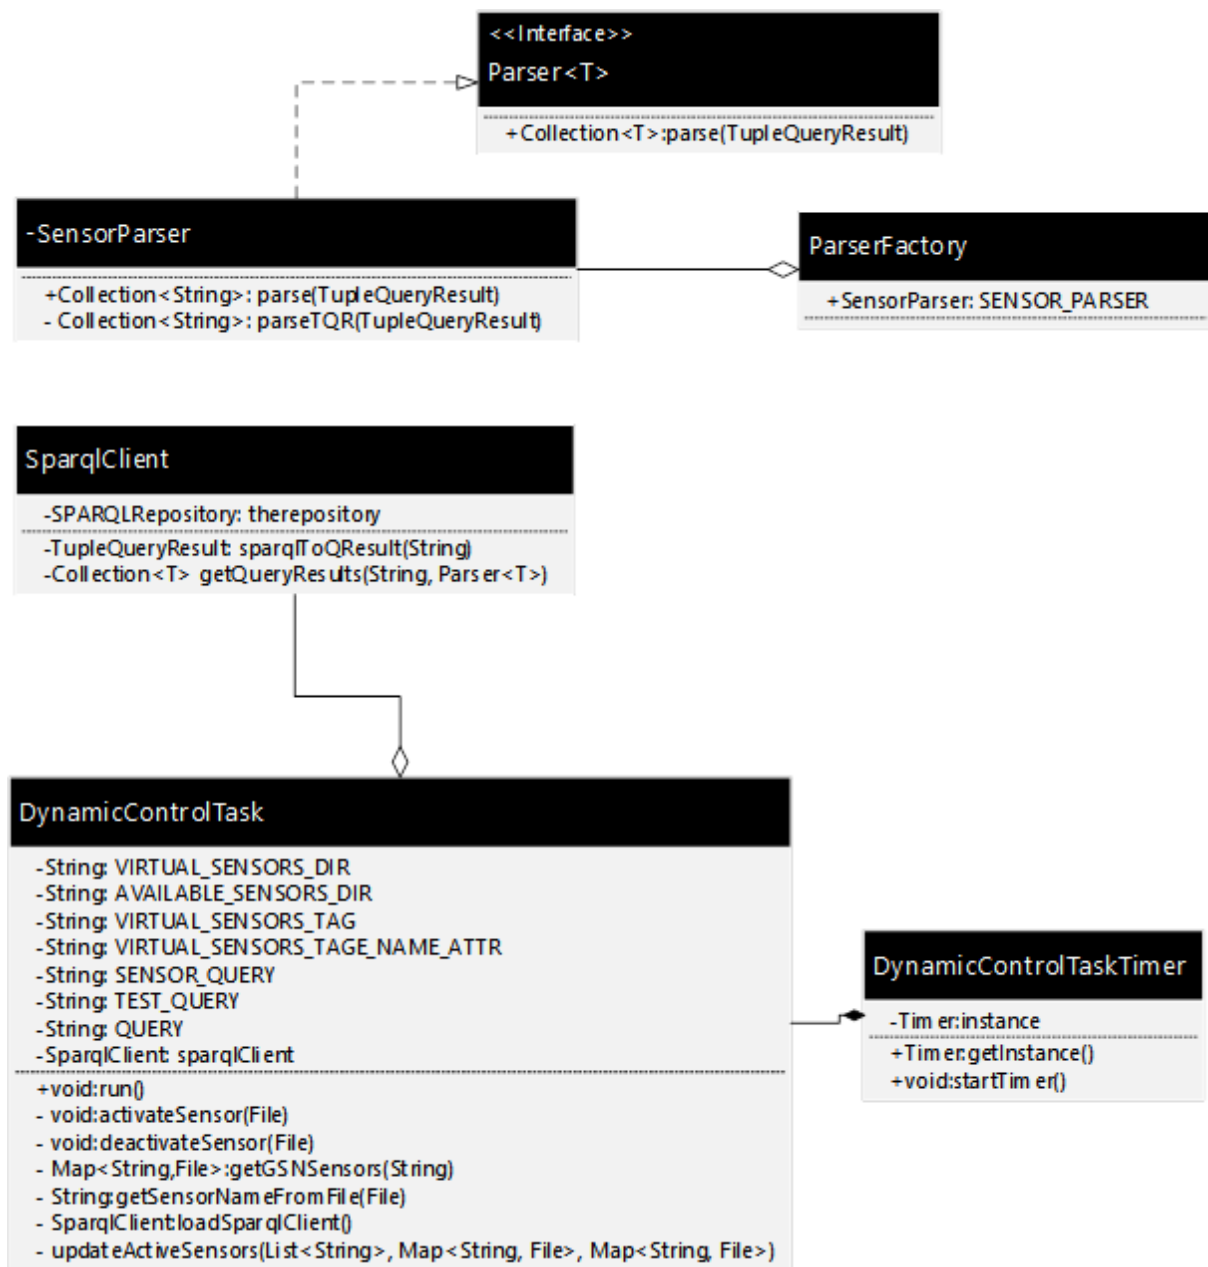 <<Interface>>
Parser<T>
+Collection<T>:parse(TupleQueryResult)
-SensorParser
+Collection<String>: parse(TupleQueryResult)
- Collection<String>: parseTQR(TupleQueryResult)
ParserFactory
+SensorParser: SENSOR_PARSER
SparqlClient
-SPARQLRepository: therepository
-TupleQueryResult: sparqlToQResult(String)
-Collection<T> getQueryResults(String, Parser<T>)
DynamicControlTask
-String: VIRTUAL_SENSORS_DIR
-String: AVAILABLE_SENSORS_DIR
-String: VIRTUAL_SENSORS_TAG
-String: VIRTUAL_SENSORS_TAGE_NAME_ATTR
-String: SENSOR_QUERY
-String: TEST_QUERY
-String: QUERY
-SparqlClient: sparqlClient
+void:run()
- void:activateSensor(File)
- void:deactivateSensor(File)
- Map<String,File>:getGSNSensors(String)
- String:getSensorNameFromFile(File)
- SparqlClient:loadSparqlClient()
- updateActiveSensors(List<String>, Map<String, File>, Map<String, File>)
DynamicControlTaskTimer
-Timer:instance
+Timer:getInstance()
+void:startTimer()